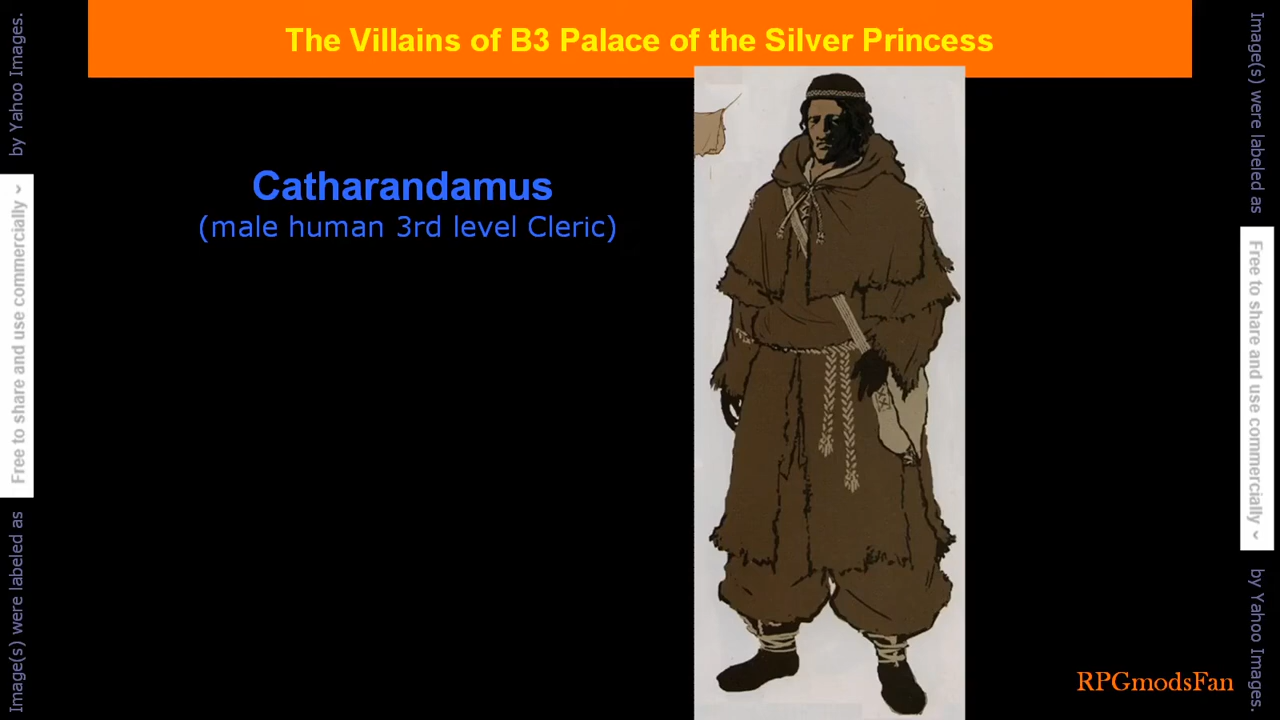 The Villains of B3 Palace of the Silver Princess
Catharandamus
(male human 3rd level Cleric)
Image(s) were labeled as
Free to share and use commercially
by Yahoo Images.
Image(s) were labeled as
Free to share and use commercially
by Yahoo Images.
RPGmodsFan